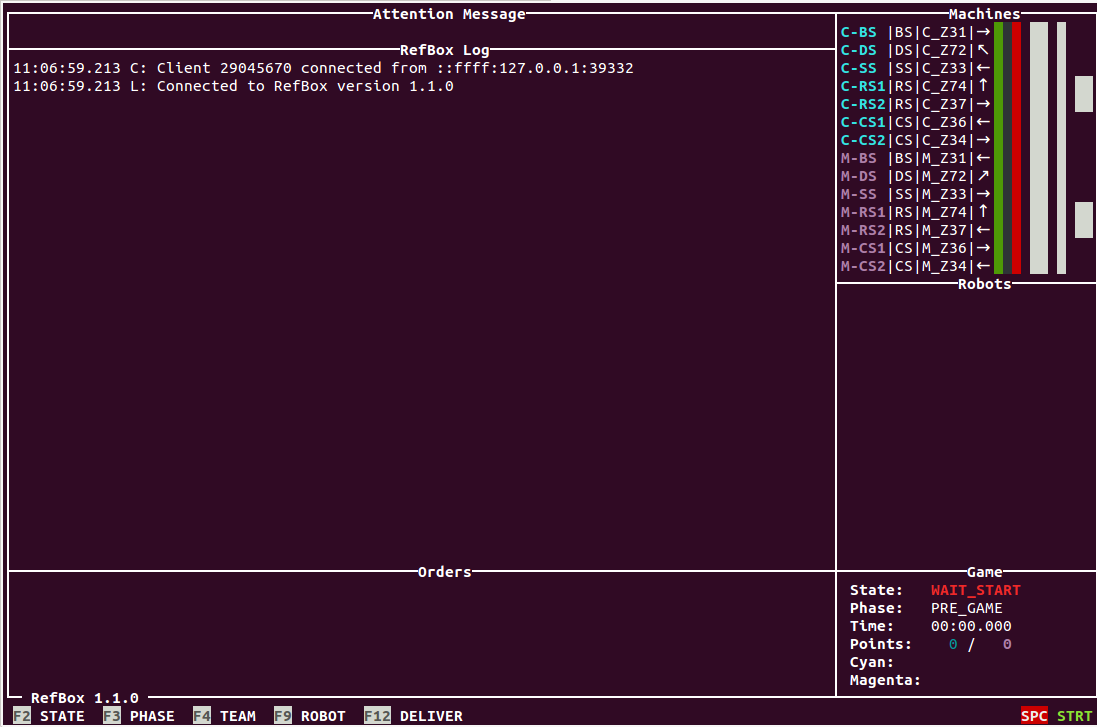 Attention Message
RefBox Log
11:06:59.213 C: Client 29045670 connected from ::ffff:127.0.0.1:39332
11:06:59.213 L: Connected to RefBox version 1.1.0
Machines
C-BS |BS|C_Z31|→
C-DS |DS|C_Z72|↖
C-SS |SS|C_Z33|←
C-RS1|RS|C_Z74|↑
C-RS2|RS|C_Z37|→
C-CS1|CS|C_Z36|←
C-CS2|CS|C_Z34|→
M-BS |BS|M_Z31|←
M-DS |DS|M_Z72|↗
M-SS |SS|M_Z33|→
M-RS1|RS|M_Z74|↑
M-RS2|RS|M_Z37|←
M-CS1|CS|M_Z36|→
M-CS2|CS|M_Z34|←
Robots
Orders
Game
State: WAIT_START
Phase: PRE_GAME
Time: 00:00.000
Points: 0 / 0
Cyan:
Magenta:
RefBox 1.1.0
F2 STATE F3 PHASE F4 TEAM F9 ROBOT F12 DELIVER SPC STRT